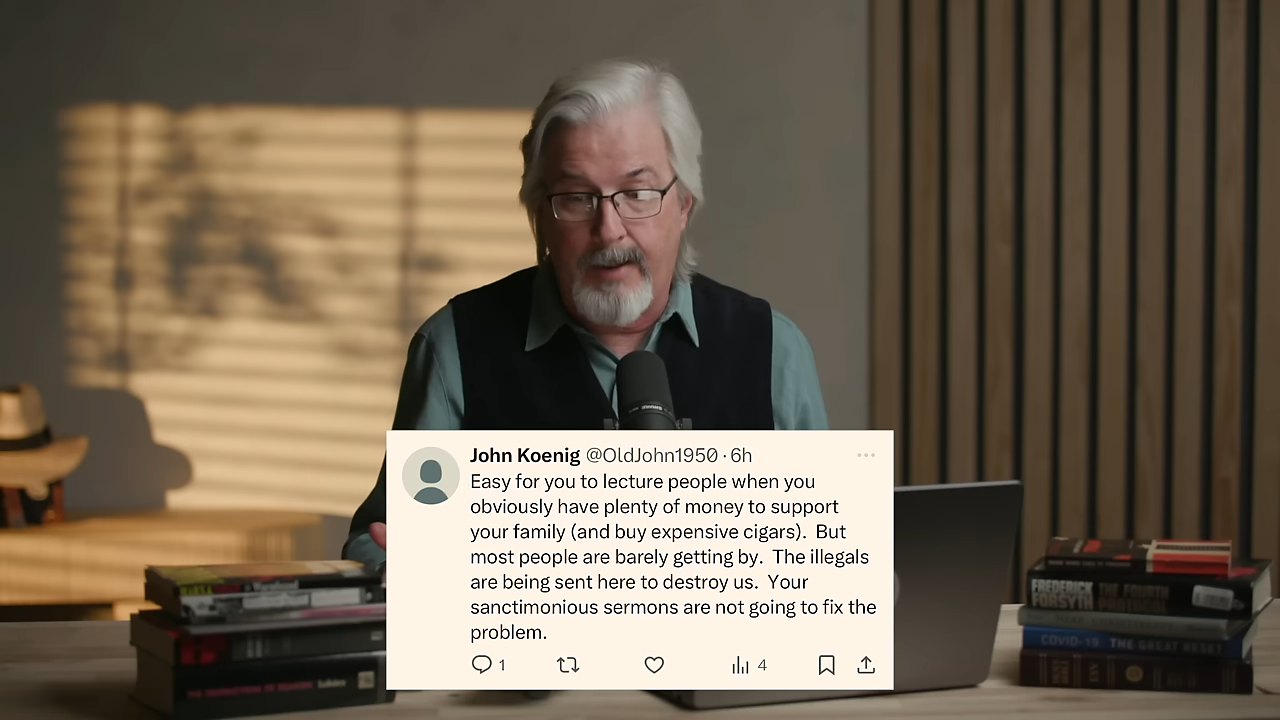 John Koenig @OldJohn1950 · 6h
Easy for you to lecture people when you
obviously have plenty of money to support
your family (and buy expensive cigars).  But
most people are barely getting by.  The illegals
are being sent here to destroy us.  Your
sanctimonious sermons are not going to fix the
problem.
1
4
FREDERICK
FORSYTH
THE FOURTH
PROTOCOL
COVID-19: THE GREAT RESET